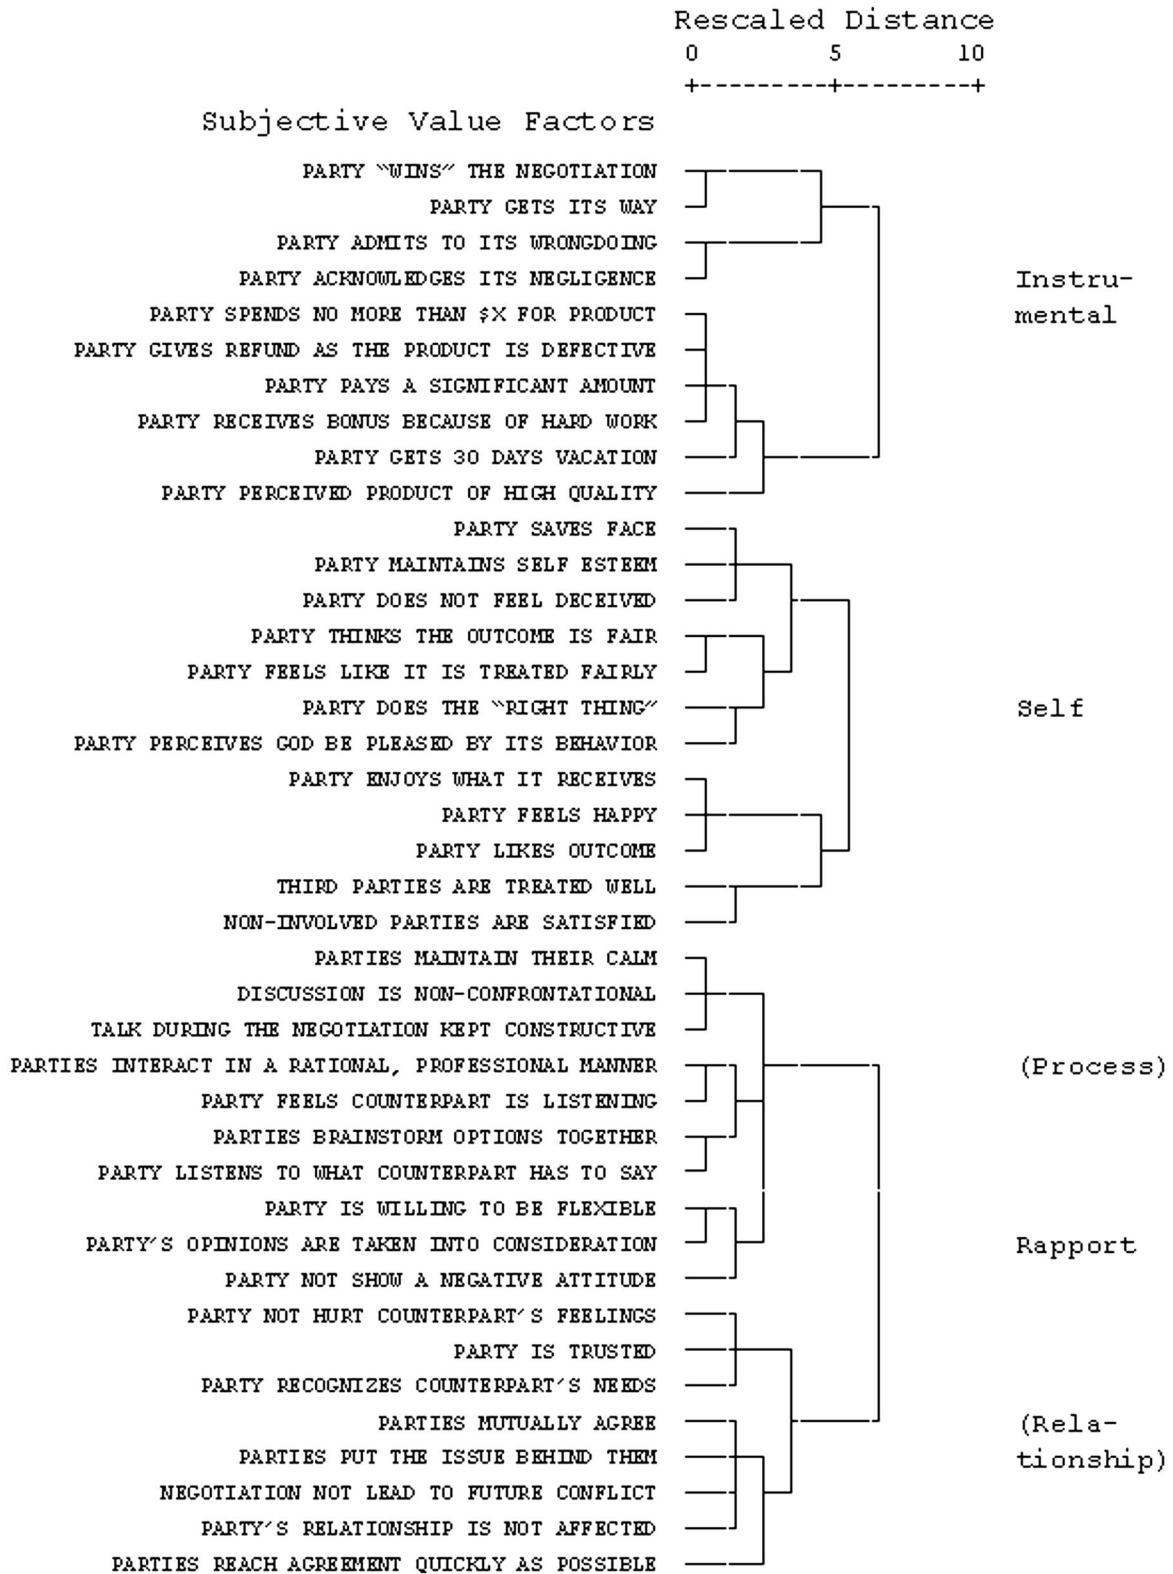 Rescaled Distance
0 5 10
+---------+---------+
Subjective Value Factors
PARTY “WINS” THE NEGOTIATION
PARTY GETS ITS WAY
PARTY ADMITS TO ITS WRONGDOING
PARTY ACKNOWLEDGES ITS NEGLIGENCE
Instru-
PARTY SPENDS NO MORE THAN $X FOR PRODUCT
mental
PARTY GIVES REFUND AS THE PRODUCT IS DEFECTIVE
PARTY PAYS A SIGNIFICANT AMOUNT
PARTY RECEIVES BONUS BECAUSE OF HARD WORK
PARTY GETS 30 DAYS VACATION
PARTY PERCEIVED PRODUCT OF HIGH QUALITY
PARTY SAVES FACE
PARTY MAINTAINS SELF ESTEEM
PARTY DOES NOT FEEL DECEIVED
PARTY THINKS THE OUTCOME IS FAIR
PARTY FEELS LIKE IT IS TREATED FAIRLY
PARTY DOES THE “RIGHT THING”
Self
PARTY PERCEIVES GOD BE PLEASED BY ITS BEHAVIOR
PARTY ENJOYS WHAT IT RECEIVES
PARTY FEELS HAPPY
PARTY LIKES OUTCOME
THIRD PARTIES ARE TREATED WELL
NON-INVOLVED PARTIES ARE SATISFIED
PARTIES MAINTAIN THEIR CALM
DISCUSSION IS NON-CONFRONTATIONAL
TALK DURING THE NEGOTIATION KEPT CONSTRUCTIVE
PARTIES INTERACT IN A RATIONAL, PROFESSIONAL MANNER
(Process)
PARTY FEELS COUNTERPART IS LISTENING
PARTIES BRAINSTORM OPTIONS TOGETHER
PARTY LISTENS TO WHAT COUNTERPART HAS TO SAY
PARTY IS WILLING TO BE FLEXIBLE
PARTY'S OPINIONS ARE TAKEN INTO CONSIDERATION
Rapport
PARTY NOT SHOW A NEGATIVE ATTITUDE
PARTY NOT HURT COUNTERPART'S FEELINGS
PARTY IS TRUSTED
PARTY RECOGNIZES COUNTERPART'S NEEDS
PARTIES MUTUALLY AGREE
(Rela-
PARTIES PUT THE ISSUE BEHIND THEM
tionship)
NEGOTIATION NOT LEAD TO FUTURE CONFLICT
PARTY'S RELATIONSHIP IS NOT AFFECTED
PARTIES REACH AGREEMENT QUICKLY AS POSSIBLE